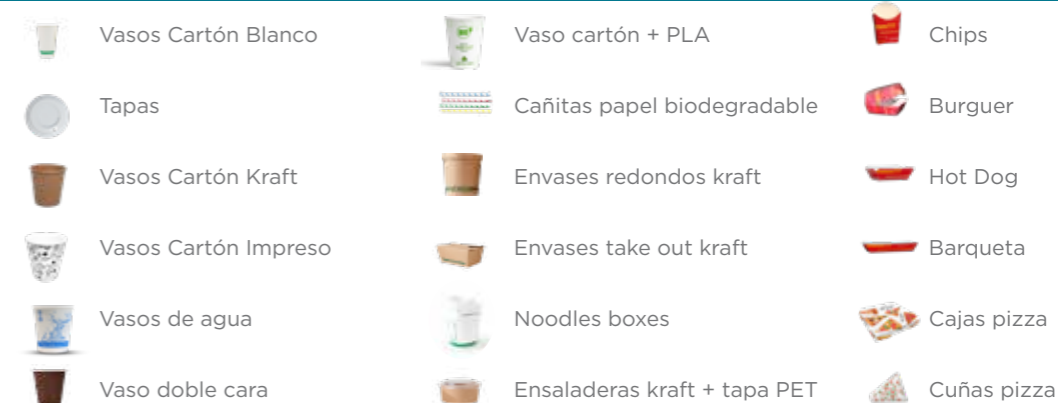 Vasos Cartón Blanco
Tapas
Vasos Cartón Kraft
Vasos Cartón Impreso
Vasos de agua
Vaso doble cara
Vaso cartón + PLA
Cañitas papel biodegradable
Envases redondos kraft
Envases take out kraft
Noodles boxes
Ensaladeras kraft + tapa PET
Chips
Burguer
Hot Dog
Barqueta
Cajas pizza
Cuñas pizza